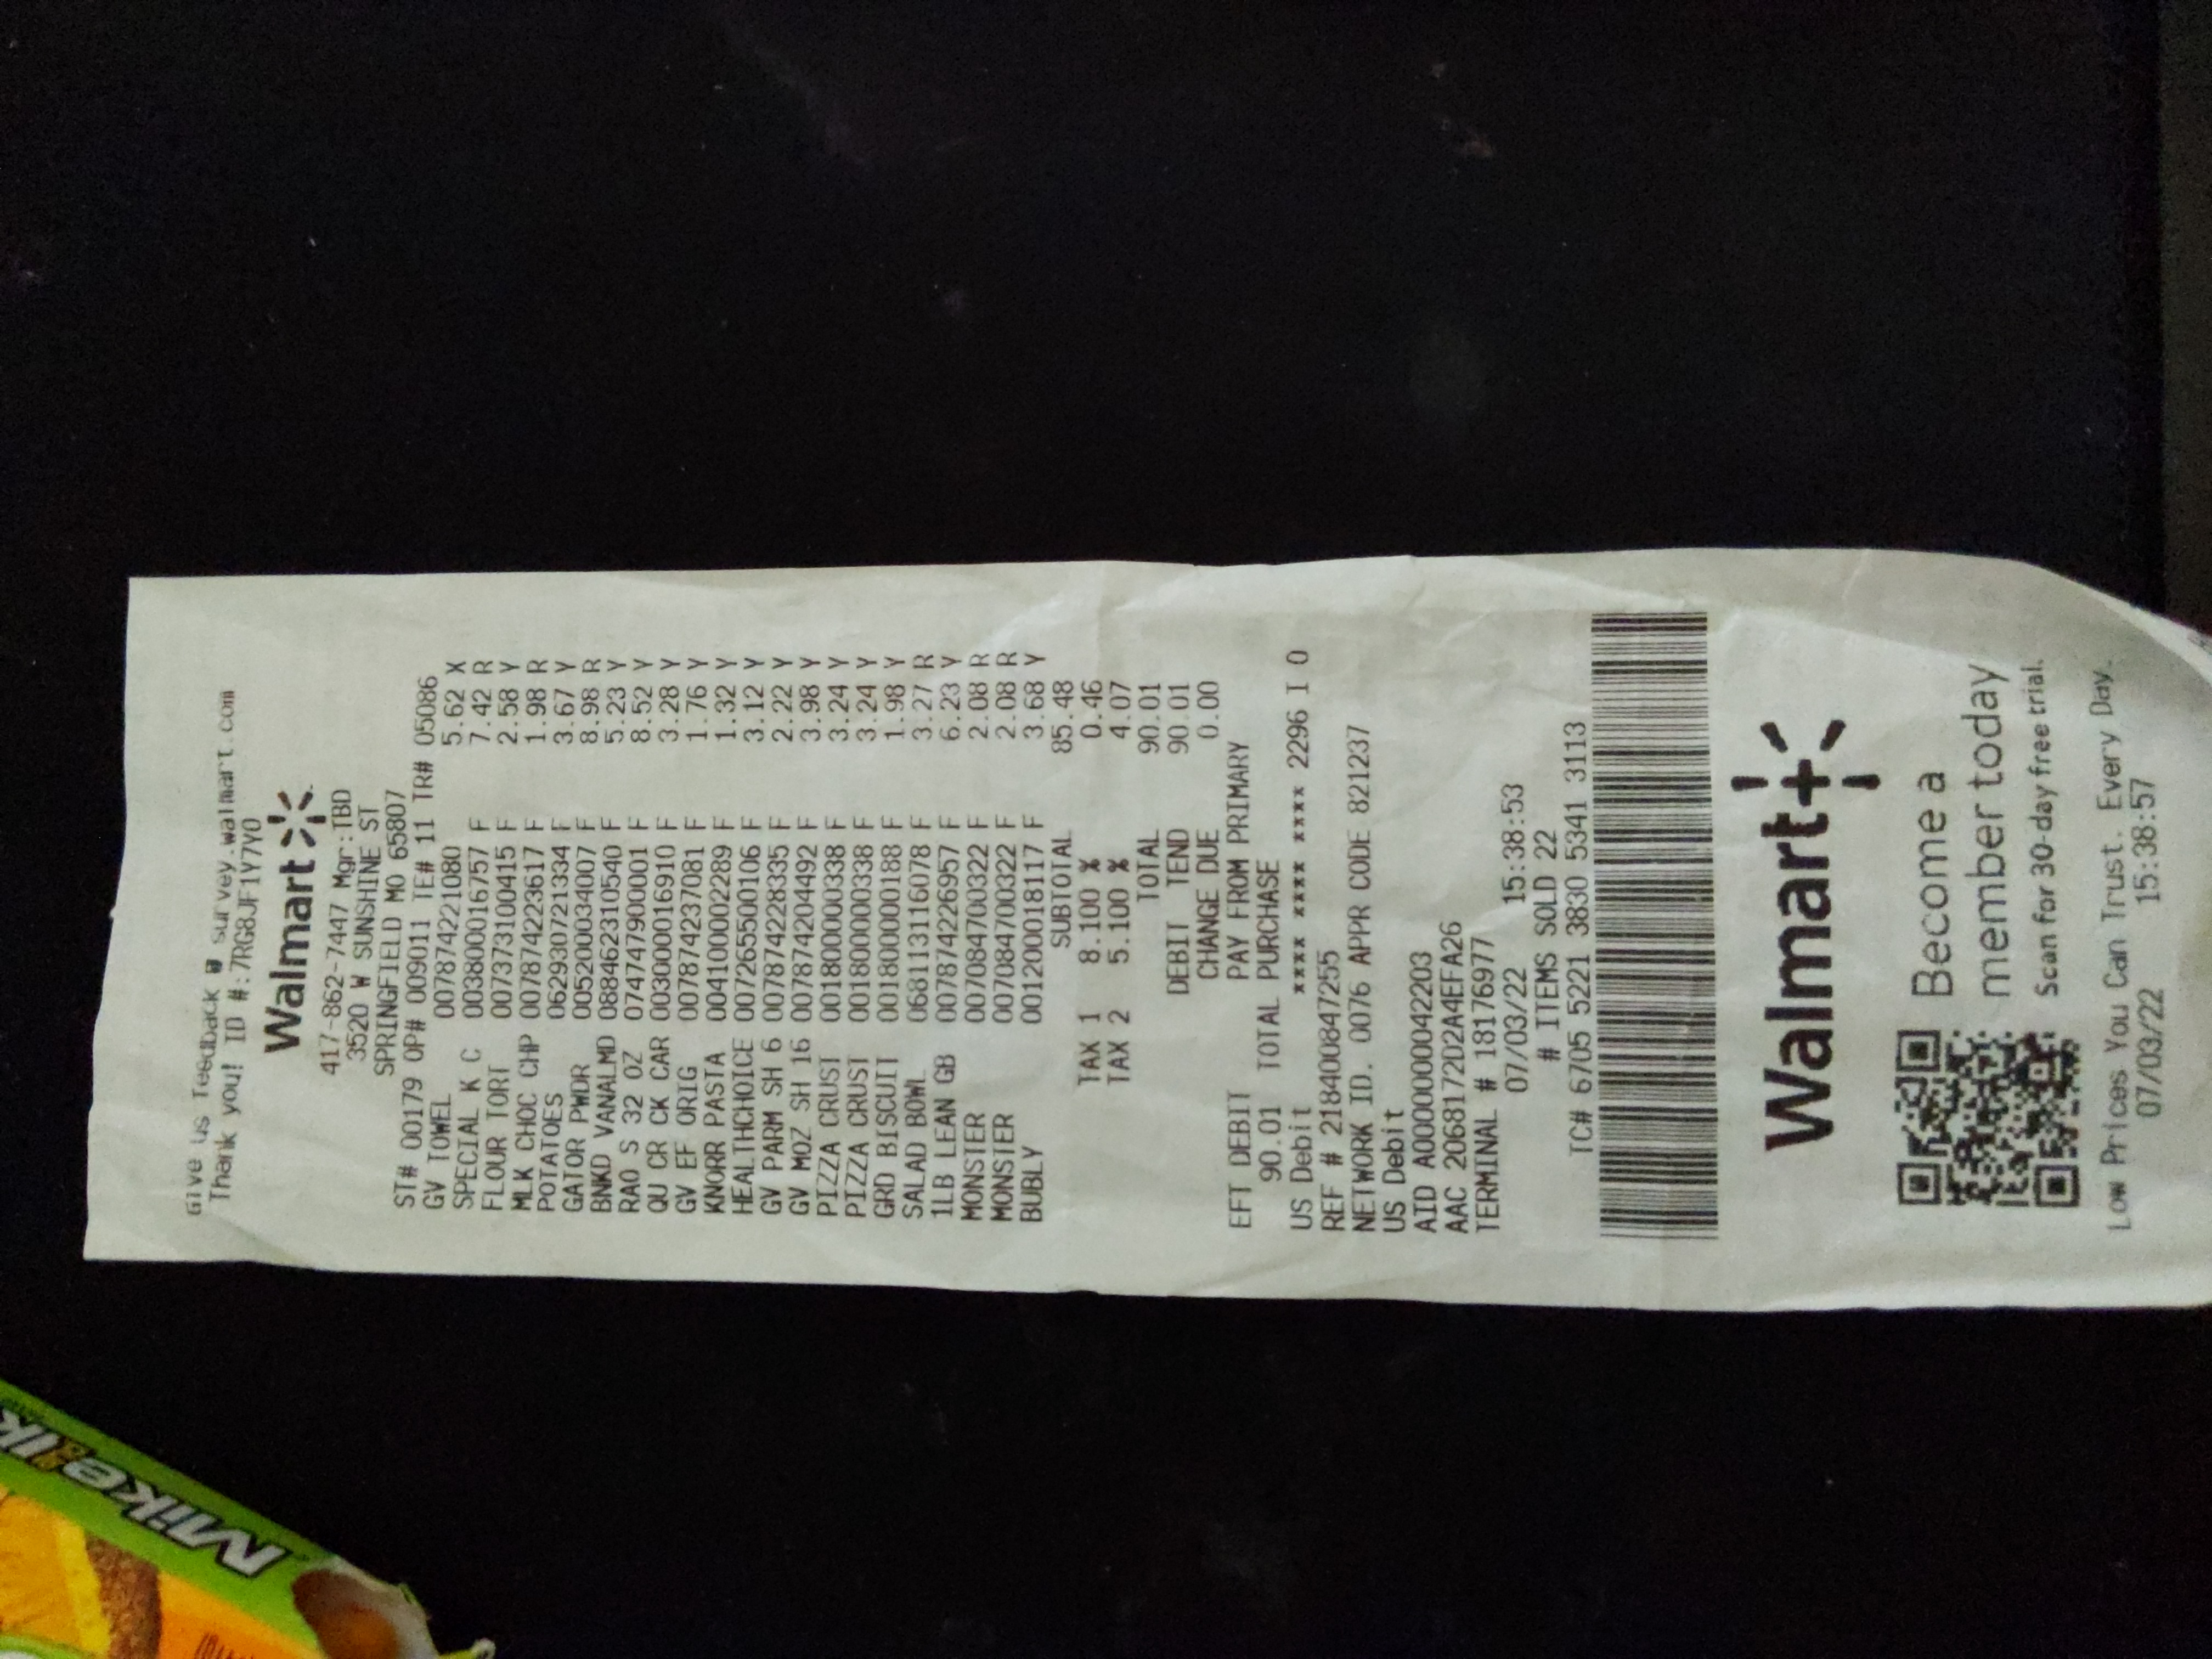 Mike
Give us feedback @ survey.walmart.com
Thank you! ID #:7RG8JF1Y7Y0
Walmart
417-862-7447 Mgr:TBD
3520 W SUNSHINE ST
SPRINGFIELD MO 65807
ST# 00179 OP# 009011 TE# 11 TR# 05086
GV TOWEL 007874221080 5.62 X
SPECIAL K C 003800016757 F 7.42 R
FLOUR TORT 007373100415 F 2.58 Y
MLK CHOC CHP 007874223617 F 1.98 R
POTATOES 062930721334 F 3.67 Y
GATOR PWDR 005200034007 F 8.98 R
BNKD VANALMD 088462310540 F 5.23 Y
RAO S 32 OZ 074747900001 F 8.52 Y
QU CR CK CAR 003000016910 F 3.28 Y
GV EF ORIG 007874237081 F 1.76 Y
KNORR PASTA 004100002289 F 1.32 Y
HEALTHCHOICE 007265500106 F 3.12 Y
GV PARM SH 6 007874228335 F 2.22 Y
GV MOZ SH 16 007874204492 F 3.98 Y
PIZZA CRUST 001800000338 F 3.24 Y
PIZZA CRUST 001800000338 F 3.24 Y
GRD BISCUIT 001800000188 F 1.98 Y
SALAD BOWL 068113116078 F 3.27 R
1LB LEAN GB 007874226957 F 6.23 Y
MONSTER 007084700322 F 2.08 R
MONSTER 007084700322 F 2.08 R
BUBLY 001200018117 F 3.68 Y
SUBTOTAL 85.48
TAX 1 8.100 % 0.46
TAX 2 5.100 % 4.07
TOTAL 90.01
DEBIT TEND 90.01
CHANGE DUE 0.00
EFT DEBIT PAY FROM PRIMARY
90.01 TOTAL PURCHASE
US Debit **** **** **** 2296 I 0
REF # 218400847255
NETWORK ID. 0076 APPR CODE 821237
US Debit
AID A0000000042203
AAC 2068172D2A4EFA26
TERMINAL # 18176977
07/03/22 15:38:53
# ITEMS SOLD 22
TC# 6705 5221 3830 5341 3113
Walmart+
Become a
member today
Scan for 30-day free trial.
Low Prices You Can Trust. Every Day.
07/03/22 15:38:57